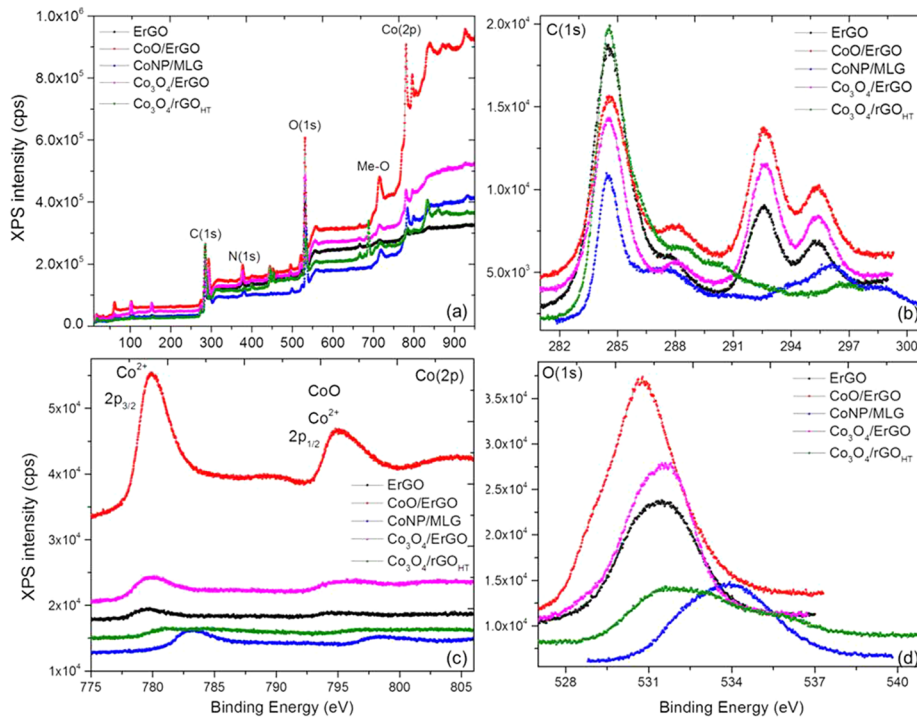 XPS intensity (cps)
1.0x10⁶
8.0x10⁵
6.0x10⁵
4.0x10⁵
2.0x10⁵
0.0
ErGO
CoO/ErGO
CoNP/MLG
Co₃O₄/ErGO
Co₃O₄/rGO_HT
Co(2p)
O(1s)
Me-O
C(1s)
N(1s)
(a)
100 200 300 400 500 600 700 800 900
C(1s)
2.0x10⁴
1.5x10⁴
1.0x10⁴
5.0x10³
ErGO
CoO/ErGO
CoNP/MLG
Co₃O₄/ErGO
Co₃O₄/rGO_HT
(b)
282 285 288 291 294 297 300
XPS intensity (cps)
5x10⁴
4x10⁴
5x10⁴
2x10⁴
1x10⁴
Co²⁺
2p₃/₂
CoO
Co²⁺
2p₁/₂
Co(2p)
ErGO
CoO/ErGO
CoNP/MLG
Co₃O₄/ErGO
Co₃O₄/rGO_HT
(c)
775 780 785 790 795 800 805
Binding Energy (eV)
O(1s)
3.5x10⁴
3.0x10⁴
2.5x10⁴
1.8x10⁴
1.5x10⁴
1.0x10⁴
ErGO
CoO/ErGO
CoNP/MLG
Co₃O₄/ErGO
Co₃O₄/rGO_HT
(d)
528 531 534 537 540
Binding Energy (eV)